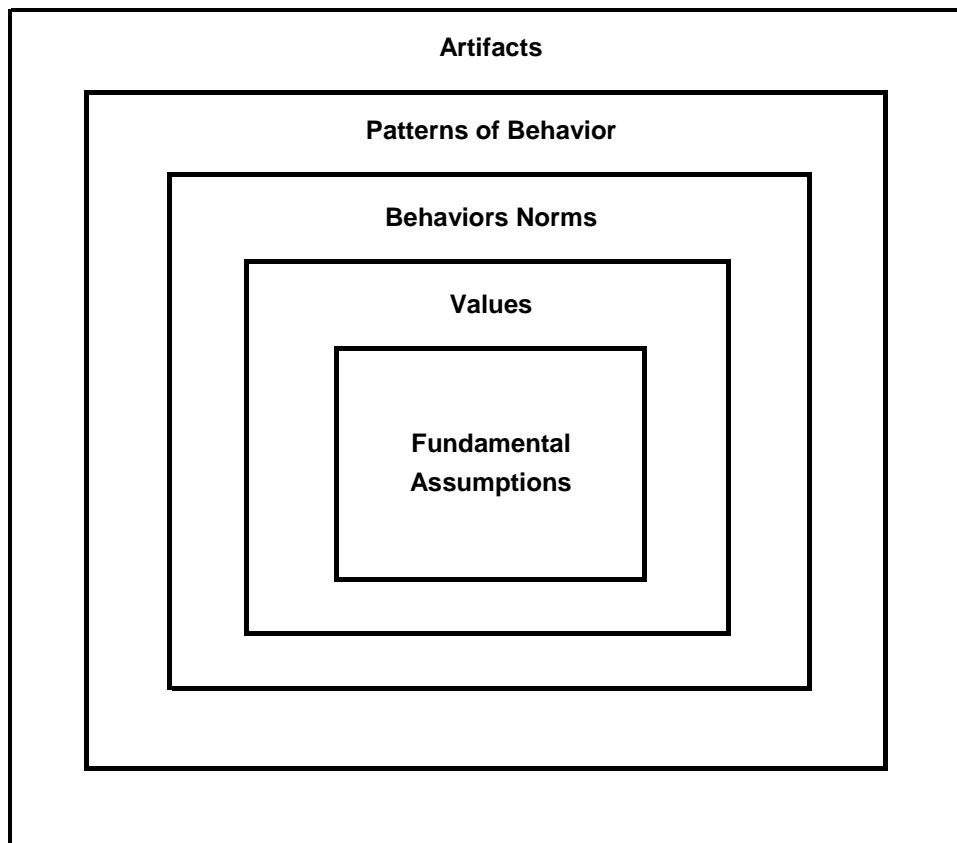 Artifacts
Patterns of Behavior
Behaviors Norms
Values
Fundamental
Assumptions